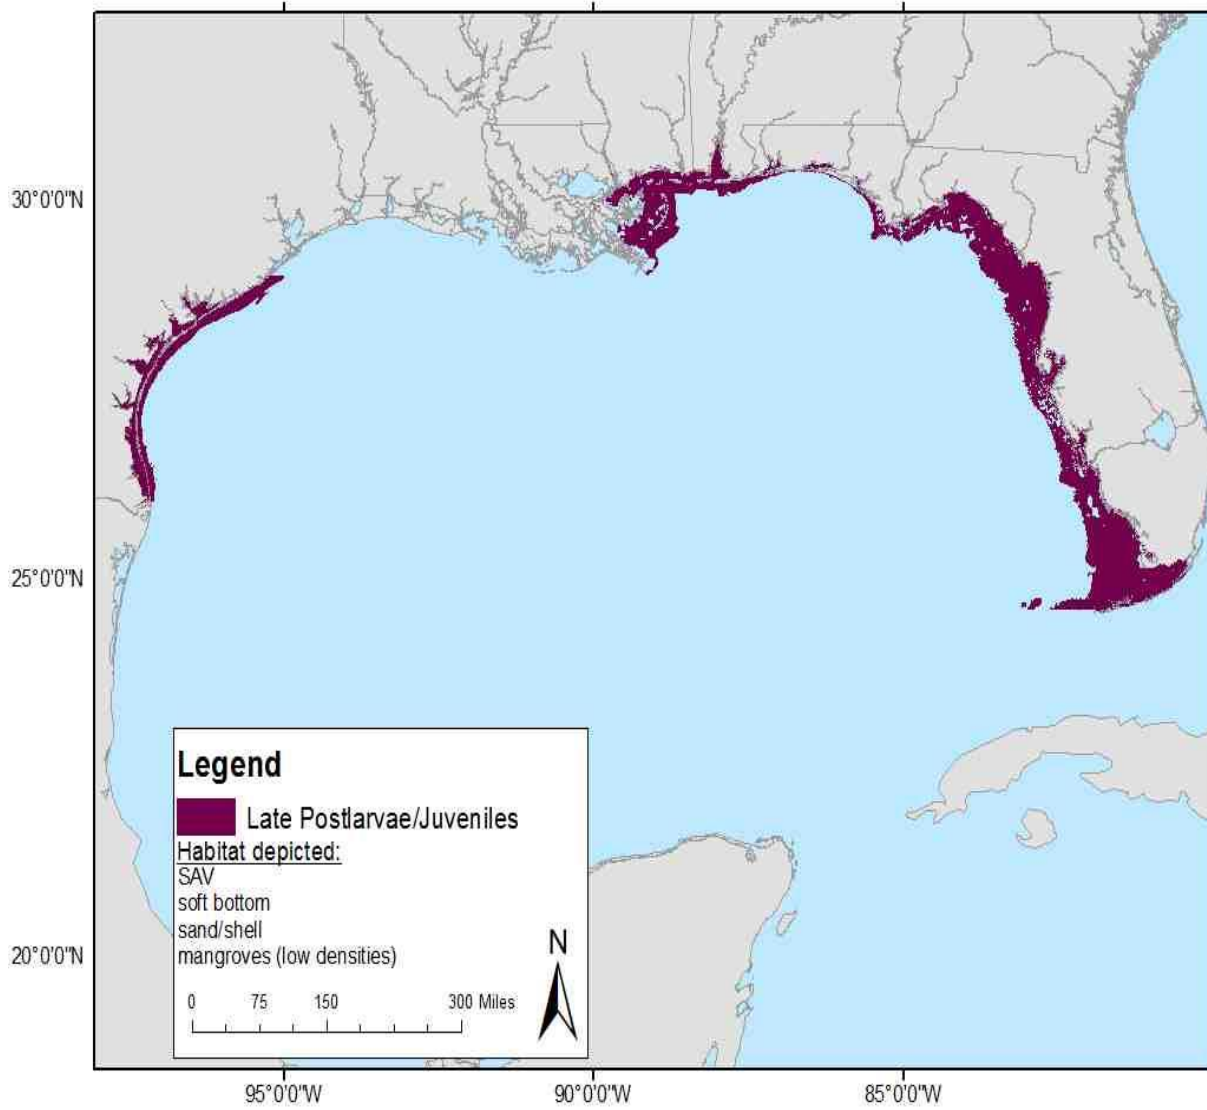 30°0'0"N
25°0'0"N
20°0'0"N
Legend
Late Postlarvae/Juveniles
Habitat depicted:
SAV
soft bottom
sand/shell
mangroves (low densities)
N
0 75 150 300 Miles
95°0'0"W 90°0'0"W 85°0'0"W